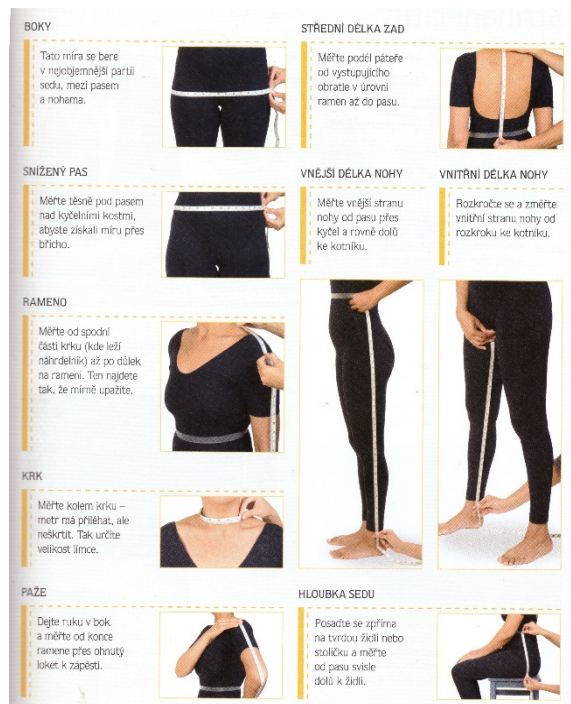 BOKY
Tato míra se bere
v nejobjemnější partii
sedu, mezi pasem
a nohama.
SNÍŽENÝ PAS
Měřte těsně pod pasem
nad kyčelními kostmi,
abyste získali míru přes
břicho.
RAMENO
Měřte od spodní
části krku (kde leží
náhrdelník) až po důlek
na rameni. Ten najdete
tak, že mírně upažíte.
KRK
Měřte kolem krku –
metr má přiléhat, ale
neškrtit. Tak určíte
velikost límce.
PAŽE
Dejte ruku v bok
a měřte od konce
ramene přes ohnutý
loket k zápěstí.
STŘEDNÍ DÉLKA ZAD
Měřte podél páteře
od vystupujícího
obratle v úrovni
ramen až do pasu.
VNĚJŠÍ DÉLKA NOHY
Měřte vnější stranu
nohy od pasu přes
kyčel a rovně dolů
ke kotníku.
VNITŘNÍ DÉLKA NOHY
Rozkročte se a změřte
vnitřní stranu nohy od
rozkroku ke kotníku.
HLOUBKA SEDU
Posaďte se zpříma
na tvrdou židli nebo
stoličku a měřte
od pasu svisle
dolů k židli.